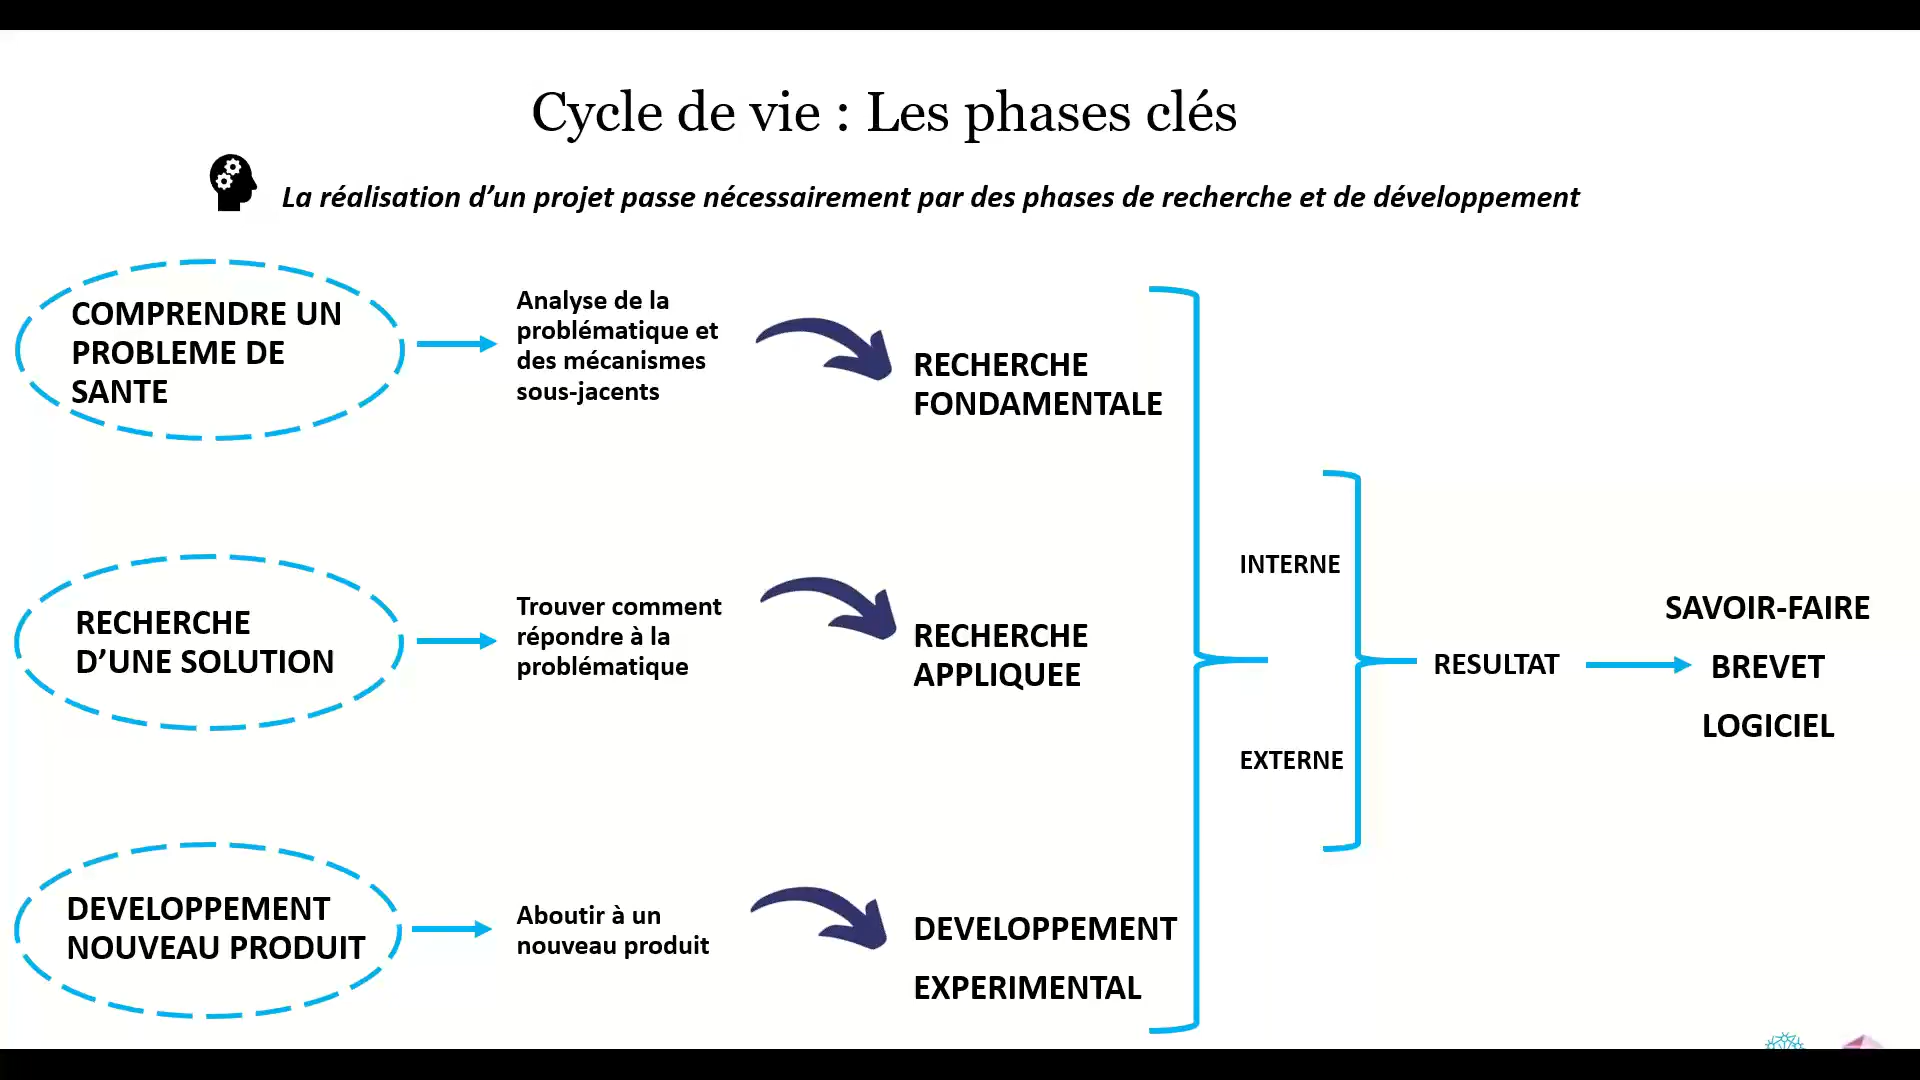 Cycle de vie : Les phases clés
La réalisation d'un projet passe nécessairement par des phases de recherche et de développement
COMPRENDRE UN
PROBLEME DE
SANTE
Analyse de la
problématique et
des mécanismes
sous-jacents
RECHERCHE
FONDAMENTALE
RECHERCHE
D'UNE SOLUTION
Trouver comment
répondre à la
problématique
RECHERCHE
APPLIQUEE
DEVELOPPEMENT
NOUVEAU PRODUIT
Aboutir à un
nouveau produit
DEVELOPPEMENT
EXPERIMENTAL
INTERNE
EXTERNE
RESULTAT
SAVOIR-FAIRE
BREVET
LOGICIEL